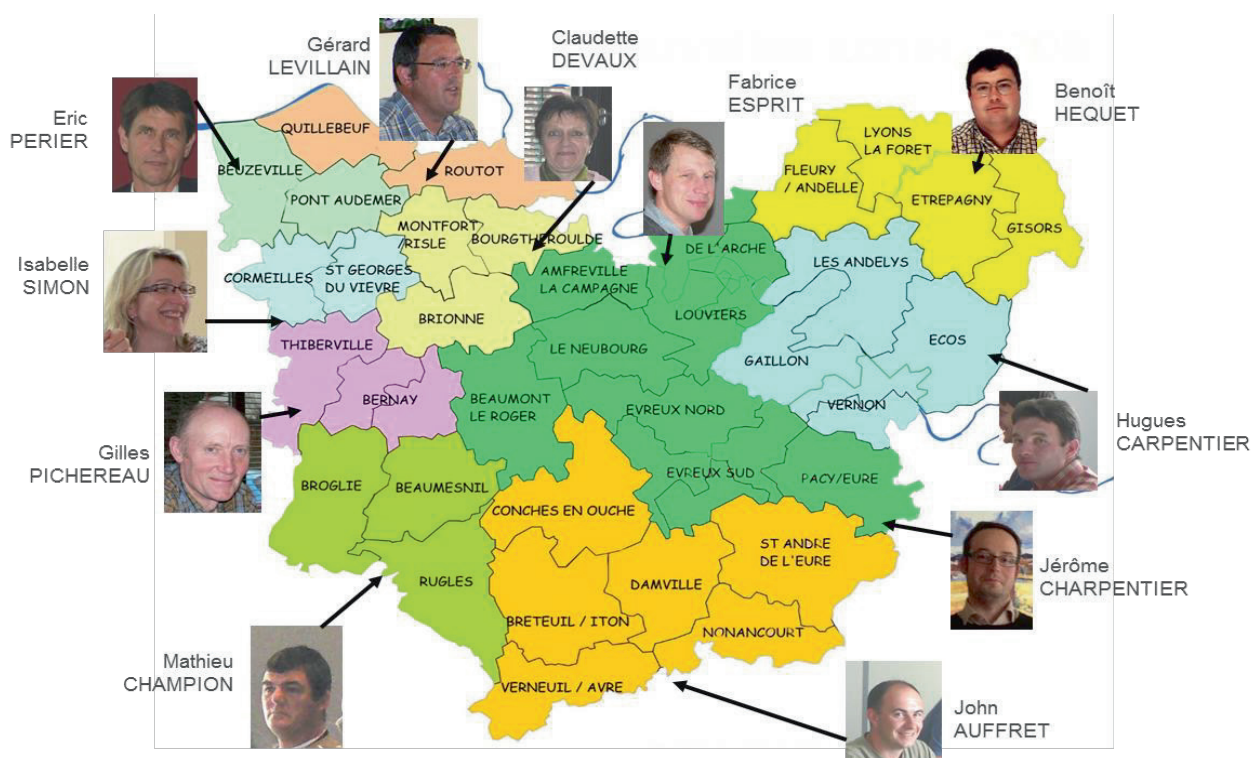 Gérard
LEVILLAIN
Claudette
DEVAUX
Fabrice
ESPRIT
Benoît
HEQUET
Eric
PERIER
QUILLEBEUF
BEUZEVILLE
ROUTOT
PONT AUDEMER
LYONS
LA FORET
FLEURY
/ ANDELLE
ETREPAGNY
GISORS
MONTFORT
/RISLE
BOURGTHEROULDE
DE L'ARCHE
LES ANDELYS
Isabelle
SIMON
CORMEILLES
ST GEORGES
DU VIEVRE
AMFREVILLE
LA CAMPAGNE
LOUVIERS
BRIONNE
THIBERVILLE
LE NEUBOURG
GAILLON
ECOS
BERNAY
BEAUMONT
LE ROGER
EVREUX NORD
VERNON
Hugues
CARPENTIER
Gilles
PICHEREAU
BROGLIE
BEAUMESNIL
EVREUX SUD
PACY/EURE
CONCHES EN OUCHE
ST ANDRE
DE L'EURE
Jérôme
CHARPENTIER
RUGLES
DAMVILLE
BRETEUIL / ITON
NONANCOURT
Mathieu
CHAMPION
VERNEUIL / AVRE
John
AUFFRET